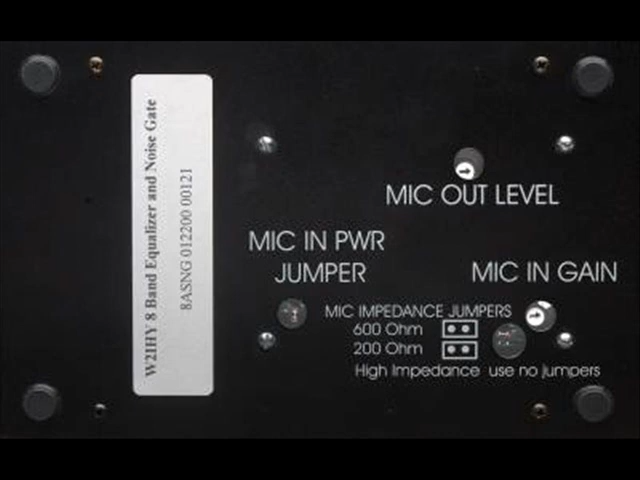 W2IHY 8 Band Equalizer and Noise Gate
8ASNG 012200 00121
MIC OUT LEVEL
MIC IN PWR
JUMPER
MIC IN GAIN
MIC IMPEDANCE JUMPERS
600 Ohm
200 Ohm
High Impedance use no jumpers